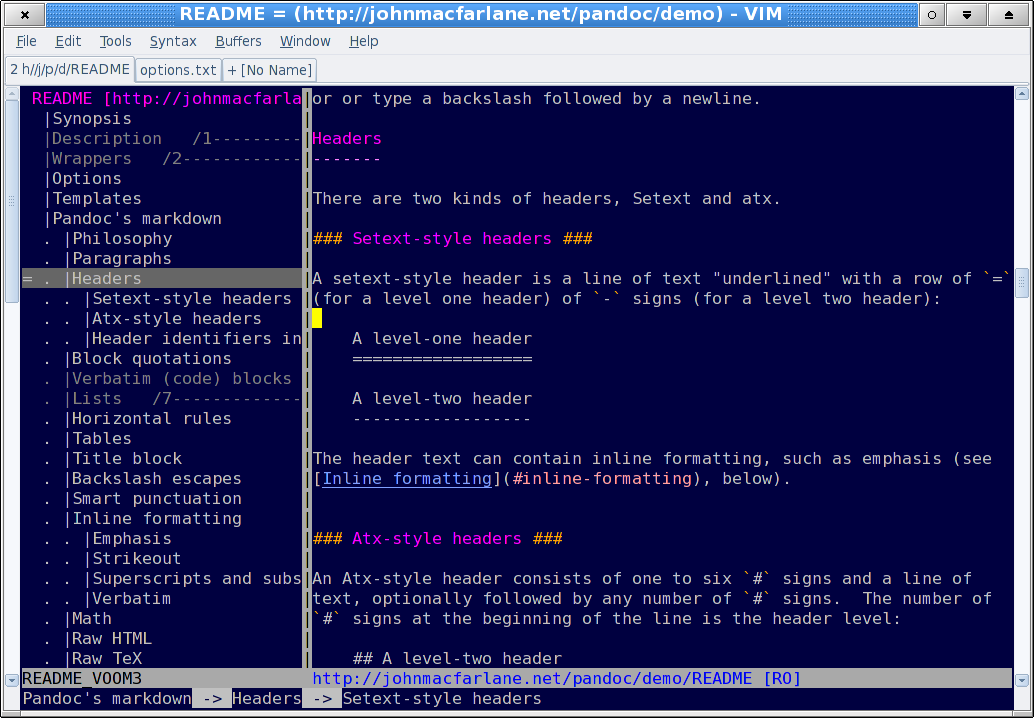 README = (http://johnmacfarlane.net/pandoc/demo) - VIM
File Edit Tools Syntax Buffers Window Help
2 h//j/p/d/README options.txt + [No Name]
README [http://johnmacfarla
|Synopsis
|Description /1---------
|Wrappers /2------------
|Options
|Templates
|Pandoc's markdown
. |Philosophy
. |Paragraphs
= . |Headers
. . |Setext-style headers
. . |Atx-style headers
. . |Header identifiers in
. |Block quotations
. |Verbatim (code) blocks
. |Lists /7-------------
. |Horizontal rules
. |Tables
. |Title block
. |Backslash escapes
. |Smart punctuation
. |Inline formatting
. . |Emphasis
. . |Strikeout
. . |Superscripts and subs
. . |Verbatim
. |Math
. |Raw HTML
. |Raw TeX
or or type a backslash followed by a newline.
Headers
-------
There are two kinds of headers, Setext and atx.
### Setext-style headers ###
A setext-style header is a line of text "underlined" with a row of `=`
(for a level one header) of `-` signs (for a level two header):
A level-one header
==================
A level-two header
------------------
The header text can contain inline formatting, such as emphasis (see
[Inline formatting](#inline-formatting), below).
### Atx-style headers ###
An Atx-style header consists of one to six `#` signs and a line of
text, optionally followed by any number of `#` signs.  The number of
`#` signs at the beginning of the line is the header level:
## A level-two header
README_VOOM3 http://johnmacfarlane.net/pandoc/demo/README [RO]
Pandoc's markdown -> Headers -> Setext-style headers